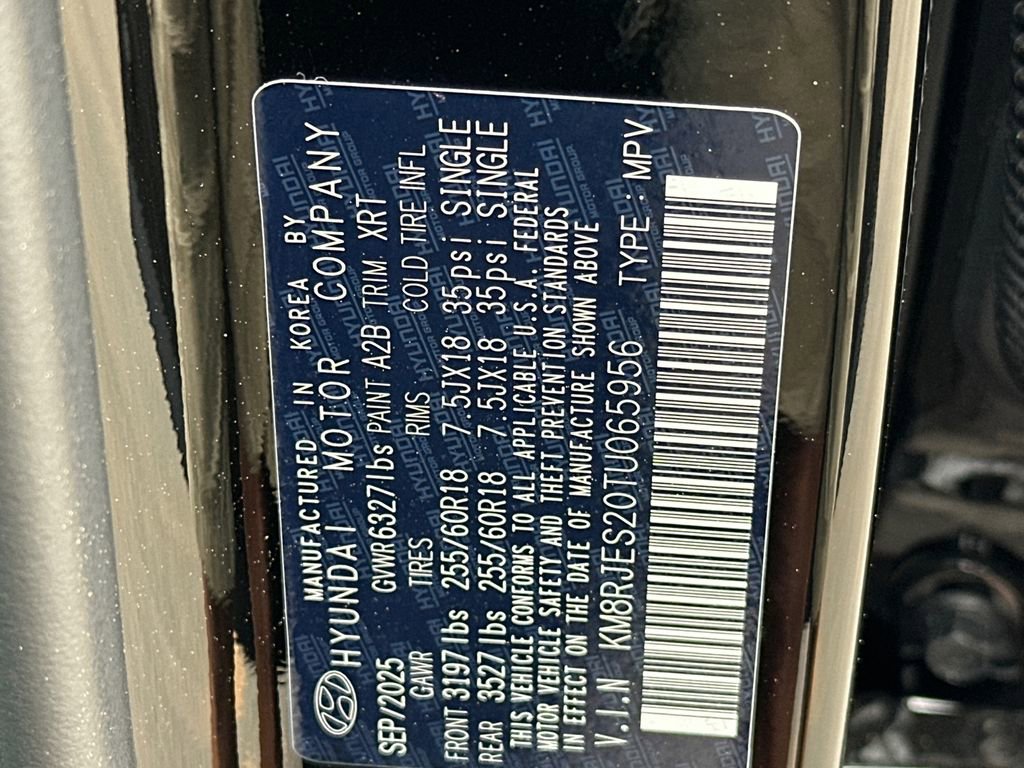 MANUFACTURED IN KOREA BY
HYUNDAI MOTOR COMPANY
SEP/2025 GVWR6327lbs PAINT A2B TRIM XRT
GAWR TIRES RIMS COLD TIRE INFL
FRONT 3197lbs 255/60R18 7.5JX18 35psi SINGLE
REAR 3527lbs 255/60R18 7.5JX18 35psi SINGLE
THIS VEHICLE CONFORMS TO ALL APPLICABLE U.S.A. FEDERAL
MOTOR VEHICLE SAFETY AND THEFT PREVENTION STANDARDS
IN EFFECT ON THE DATE OF MANUFACTURE SHOWN ABOVE
V.I.N KM8RJES20TU065956 TYPE:MPV